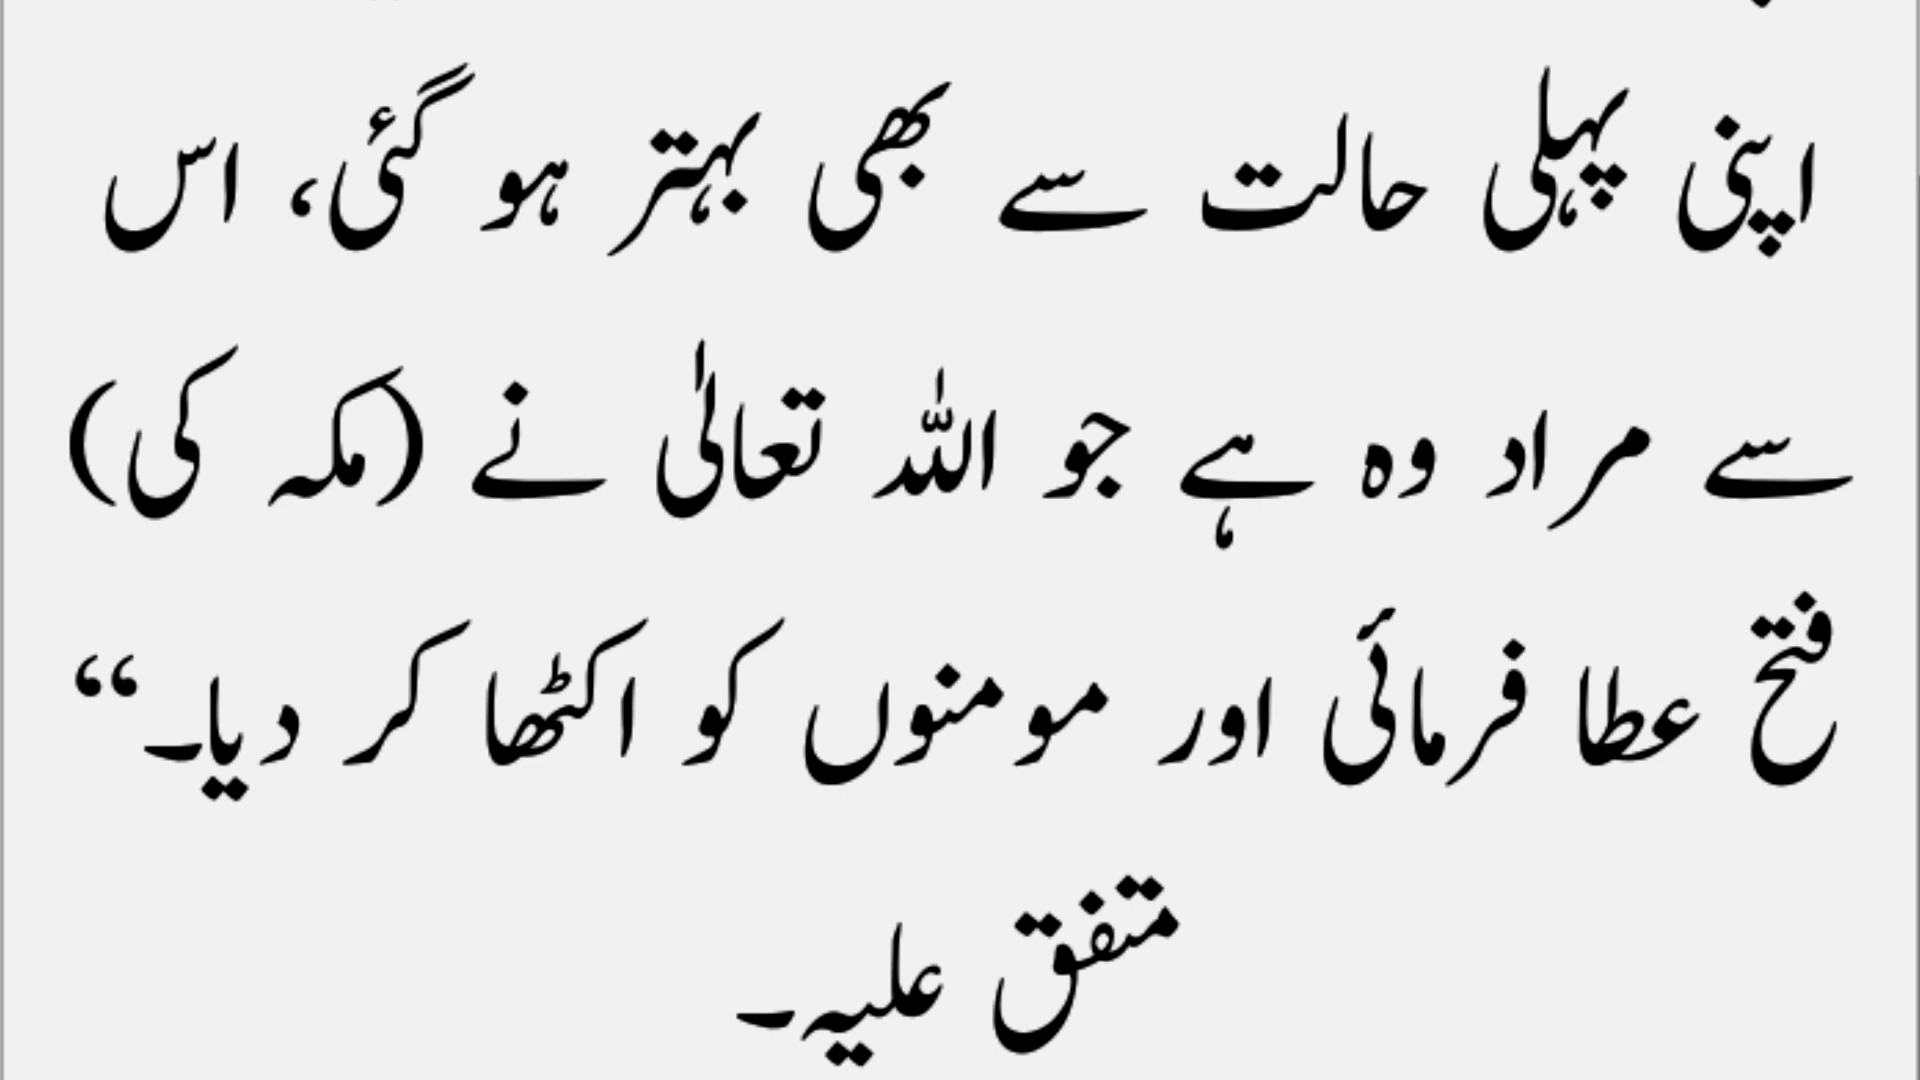 اپنی پہلی حالت سے بھی بہتر ہو گئی، اس
سے مراد وہ ہے جو اللہ تعالیٰ نے (مکہ کی)
فتح عطا فرمائی اور مومنوں کو اکٹھا کر دیا۔“
متفق علیہ۔